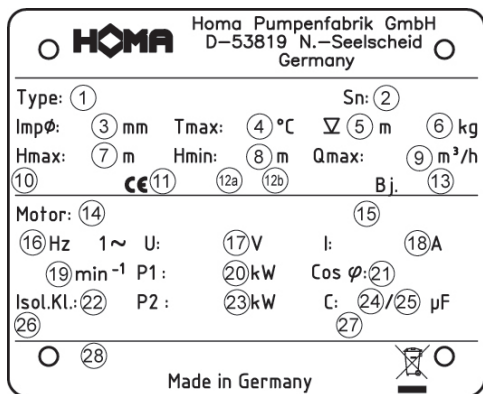 HOMA
Homa Pumpenfabrik GmbH
D-53819 N.-Seelscheid
Germany
Type: ① Sn: ②
Impø: ③ mm Tmax: ④ °C ⑤ m ⑥ kg
Hmax: ⑦ m Hmin: ⑧ m Qmax: ⑨ m³/h
⑩ CE ⑪ 12a 12b Bj. ⑬
Motor: ⑭ ⑮
⑯ Hz 1~ U: ⑰ V I: ⑱ A
⑲ min⁻¹ P1: ⑳ kW Cos φ: ㉑
Isol.Kl.: ㉒ P2: ㉓ kW C: ㉔/㉕ µF
㉖ ㉗
㉘
Made in Germany